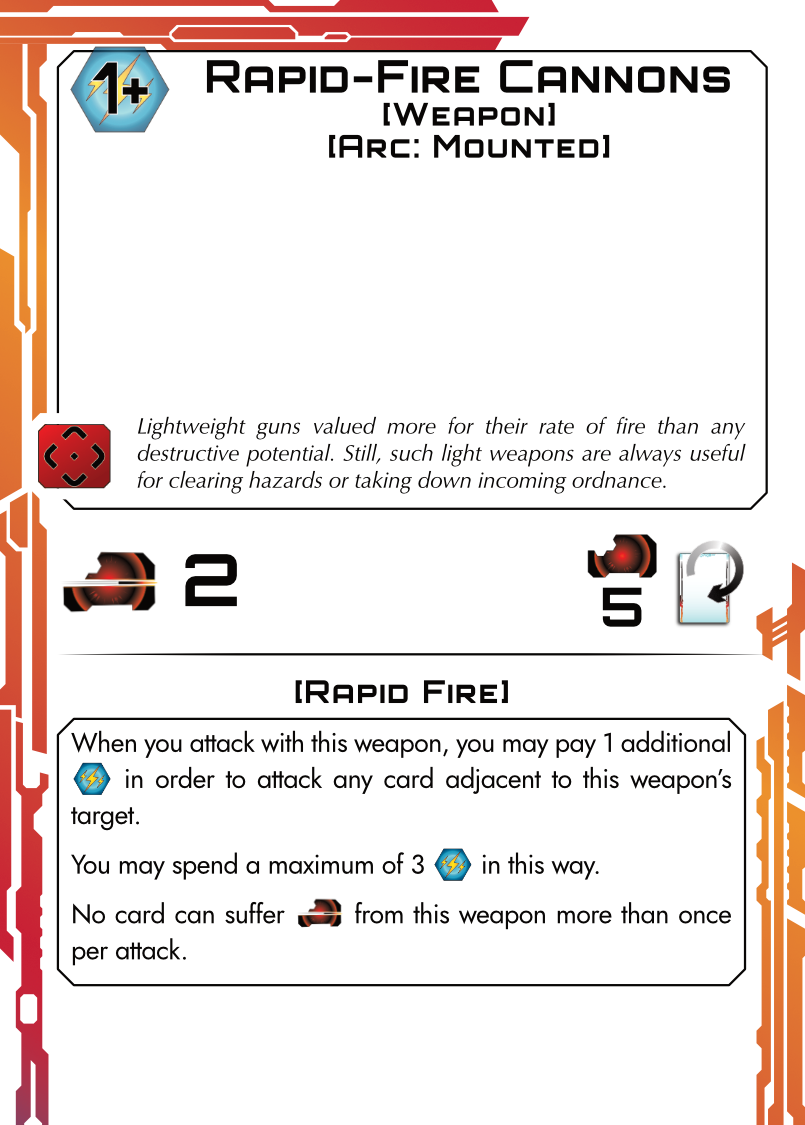 1+
Rapid-Fire Cannons
[Weapon]
[Arc: Mounted]
Lightweight guns valued more for their rate of fire than any
destructive potential. Still, such light weapons are always useful
for clearing hazards or taking down incoming ordnance.
2
5
[Rapid Fire]
When you attack with this weapon, you may pay 1 additional
in order to attack any card adjacent to this weapon's
target.
You may spend a maximum of 3 in this way.
No card can suffer from this weapon more than once
per attack.